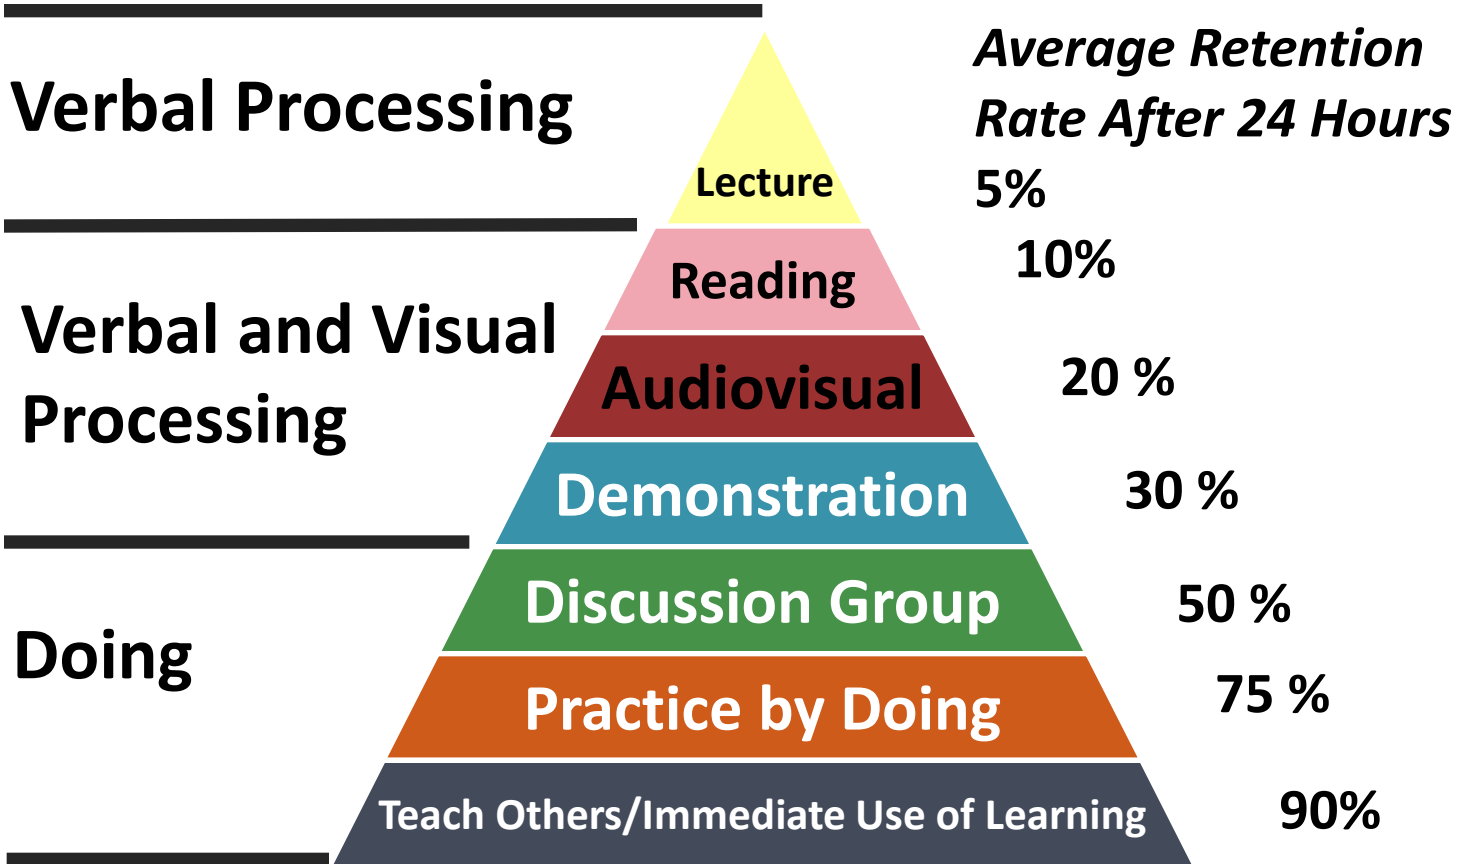 Average Retention
Rate After 24 Hours
Verbal Processing
Lecture
5%
Reading
10%
Verbal and Visual
Processing
Audiovisual
20 %
Demonstration
30 %
Discussion Group
50 %
Doing
Practice by Doing
75 %
Teach Others/Immediate Use of Learning
90%